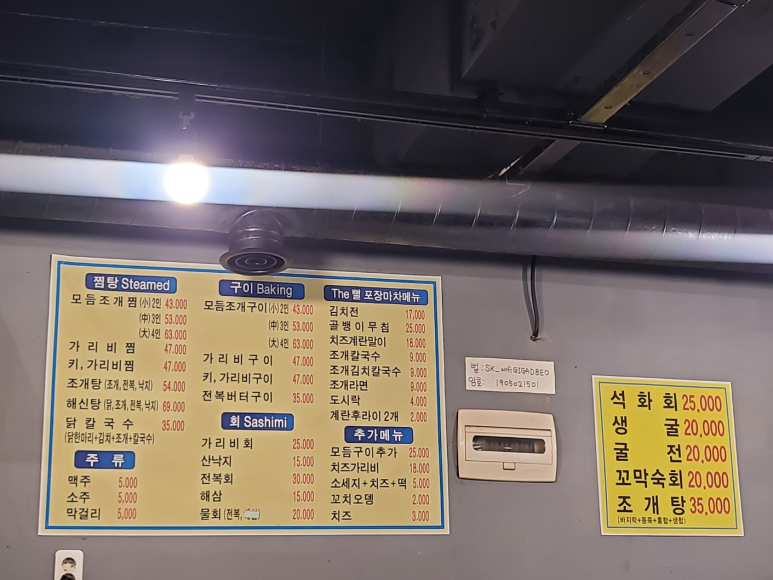 찜탕 Steamed
모듬조개찜(小)2인 43.000
(中)3인 53.000
(大)4인 63.000
가리비찜 47.000
키,가리비찜 47.000
조개탕(조개,전복,낙지) 54.000
해신탕(닭,조개,전복,낙지) 69.000
닭칼국수 35.000
(닭한마리+김치+조개+칼국수)
주류
맥주 5.000
소주 5.000
막걸리 5,000
구이 Baking
모듬조개구이(小)2인 43.000
(中)3인 53.000
(大)4인 63.000
가리비구이 47.000
키,가리비구이 47.000
전복버터구이 35.000
회 Sashimi
가리비회 25.000
산낙지 15.000
전복회 30.000
해삼 15.000
물회(전복, 20.000
The 뻘 포장마차메뉴
김치전 17,000
골뱅이무침 25.000
치즈계란말이 18.000
조개칼국수 9.000
조개김치칼국수 9.000
조개라면 9.000
도시락 4.000
계란후라이 2개 2.000
추가메뉴
모듬구이추가 25.000
치즈가리비 18.000
소세지+치즈+떡 5.000
꼬치오뎅 2.000
치즈 3.000
SK_WiFiGIGADBE0
암호: 1903021501
석화회 25,000
생굴 20,000
굴전 20,000
꼬막숙회 20,000
조개탕 35,000
(바지락+동죽+홍합+생합)